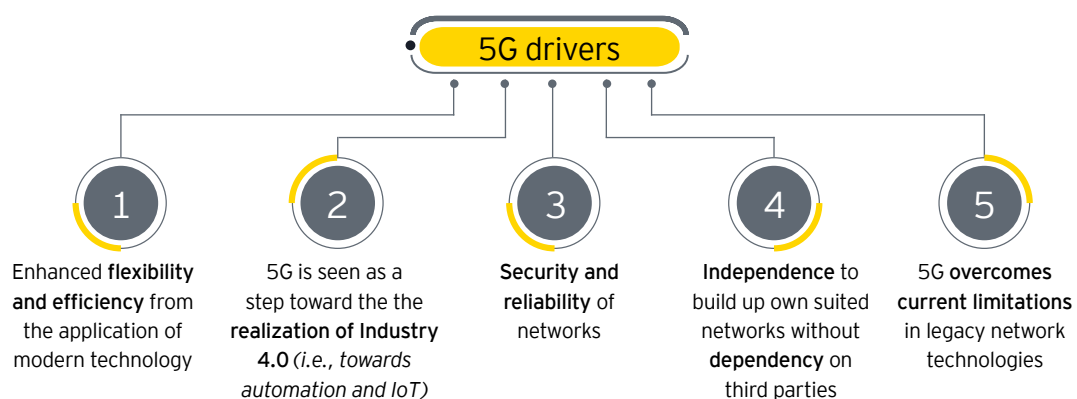 5G drivers
1
Enhanced flexibility
and efficiency from
the application of
modern technology
2
5G is seen as a
step toward the the
realization of Industry
4.0 (i.e., towards
automation and IoT)
3
Security and
reliability of
networks
4
Independence to
build up own suited
networks without
dependency on
third parties
5
5G overcomes
current limitations
in legacy network
technologies